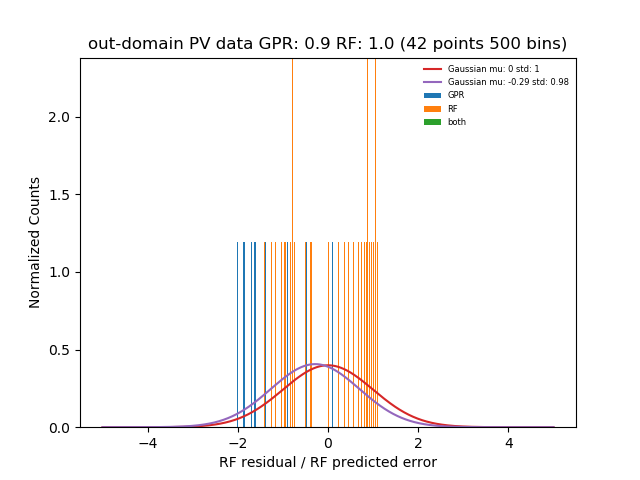 out-domain PV data GPR: 0.9 RF: 1.0 (42 points 500 bins)
Gaussian mu: 0 std: 1
Gaussian mu: -0.29 std: 0.98
GPR
RF
both
Normalized Counts
2.0
1.5
1.0
0.5
0.0
−4 −2 0 2 4
RF residual / RF predicted error